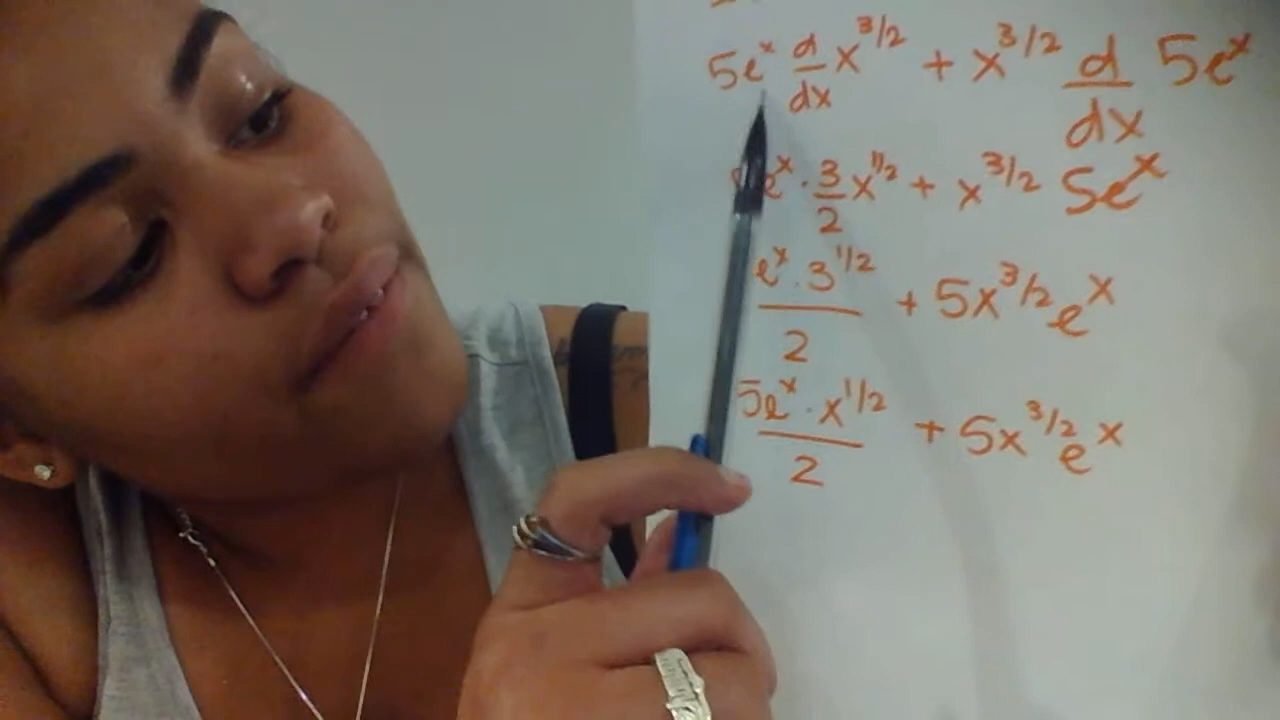 5e^x d/dx x^3/2 + x^3/2 d/dx 5e^x
e^x · 3/2 x^1/2 + x^3/2 5e^x
e^x · 3^1/2 / 2 + 5x^3/2 e^x
5e^x · x^1/2 / 2 + 5x^3/2 e^x